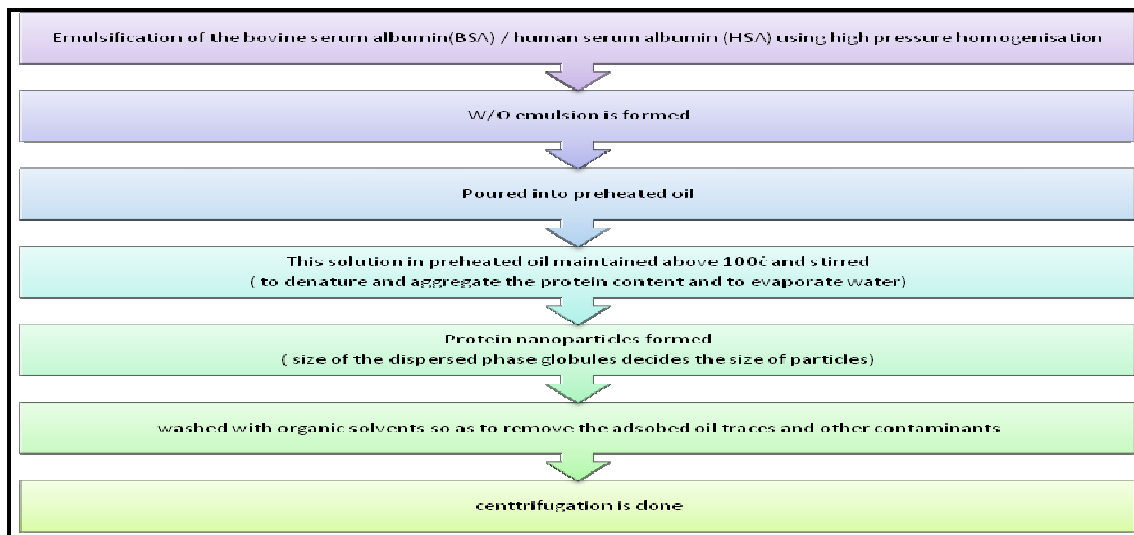 Emulsification of the bovine serum albumin(BSA) / human serum albumin (HSA) using high pressure homogenisation
W/O emulsion is formed
Poured into preheated oil
This solution in preheated oil maintained above 100ċ and stirred
( to denature and aggregate the protein content and to evaporate water)
Protein nanoparticles formed
( size of the dispersed phase globules decides the size of particles)
washed with organic solvents so as to remove the adsobed oil traces and other contaminants
centtrifugation is done